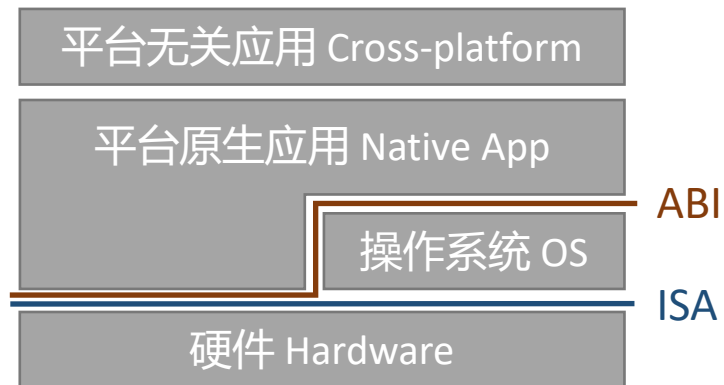 平台无关应用 Cross-platform
平台原生应用 Native App
ABI
操作系统 OS
ISA
硬件 Hardware